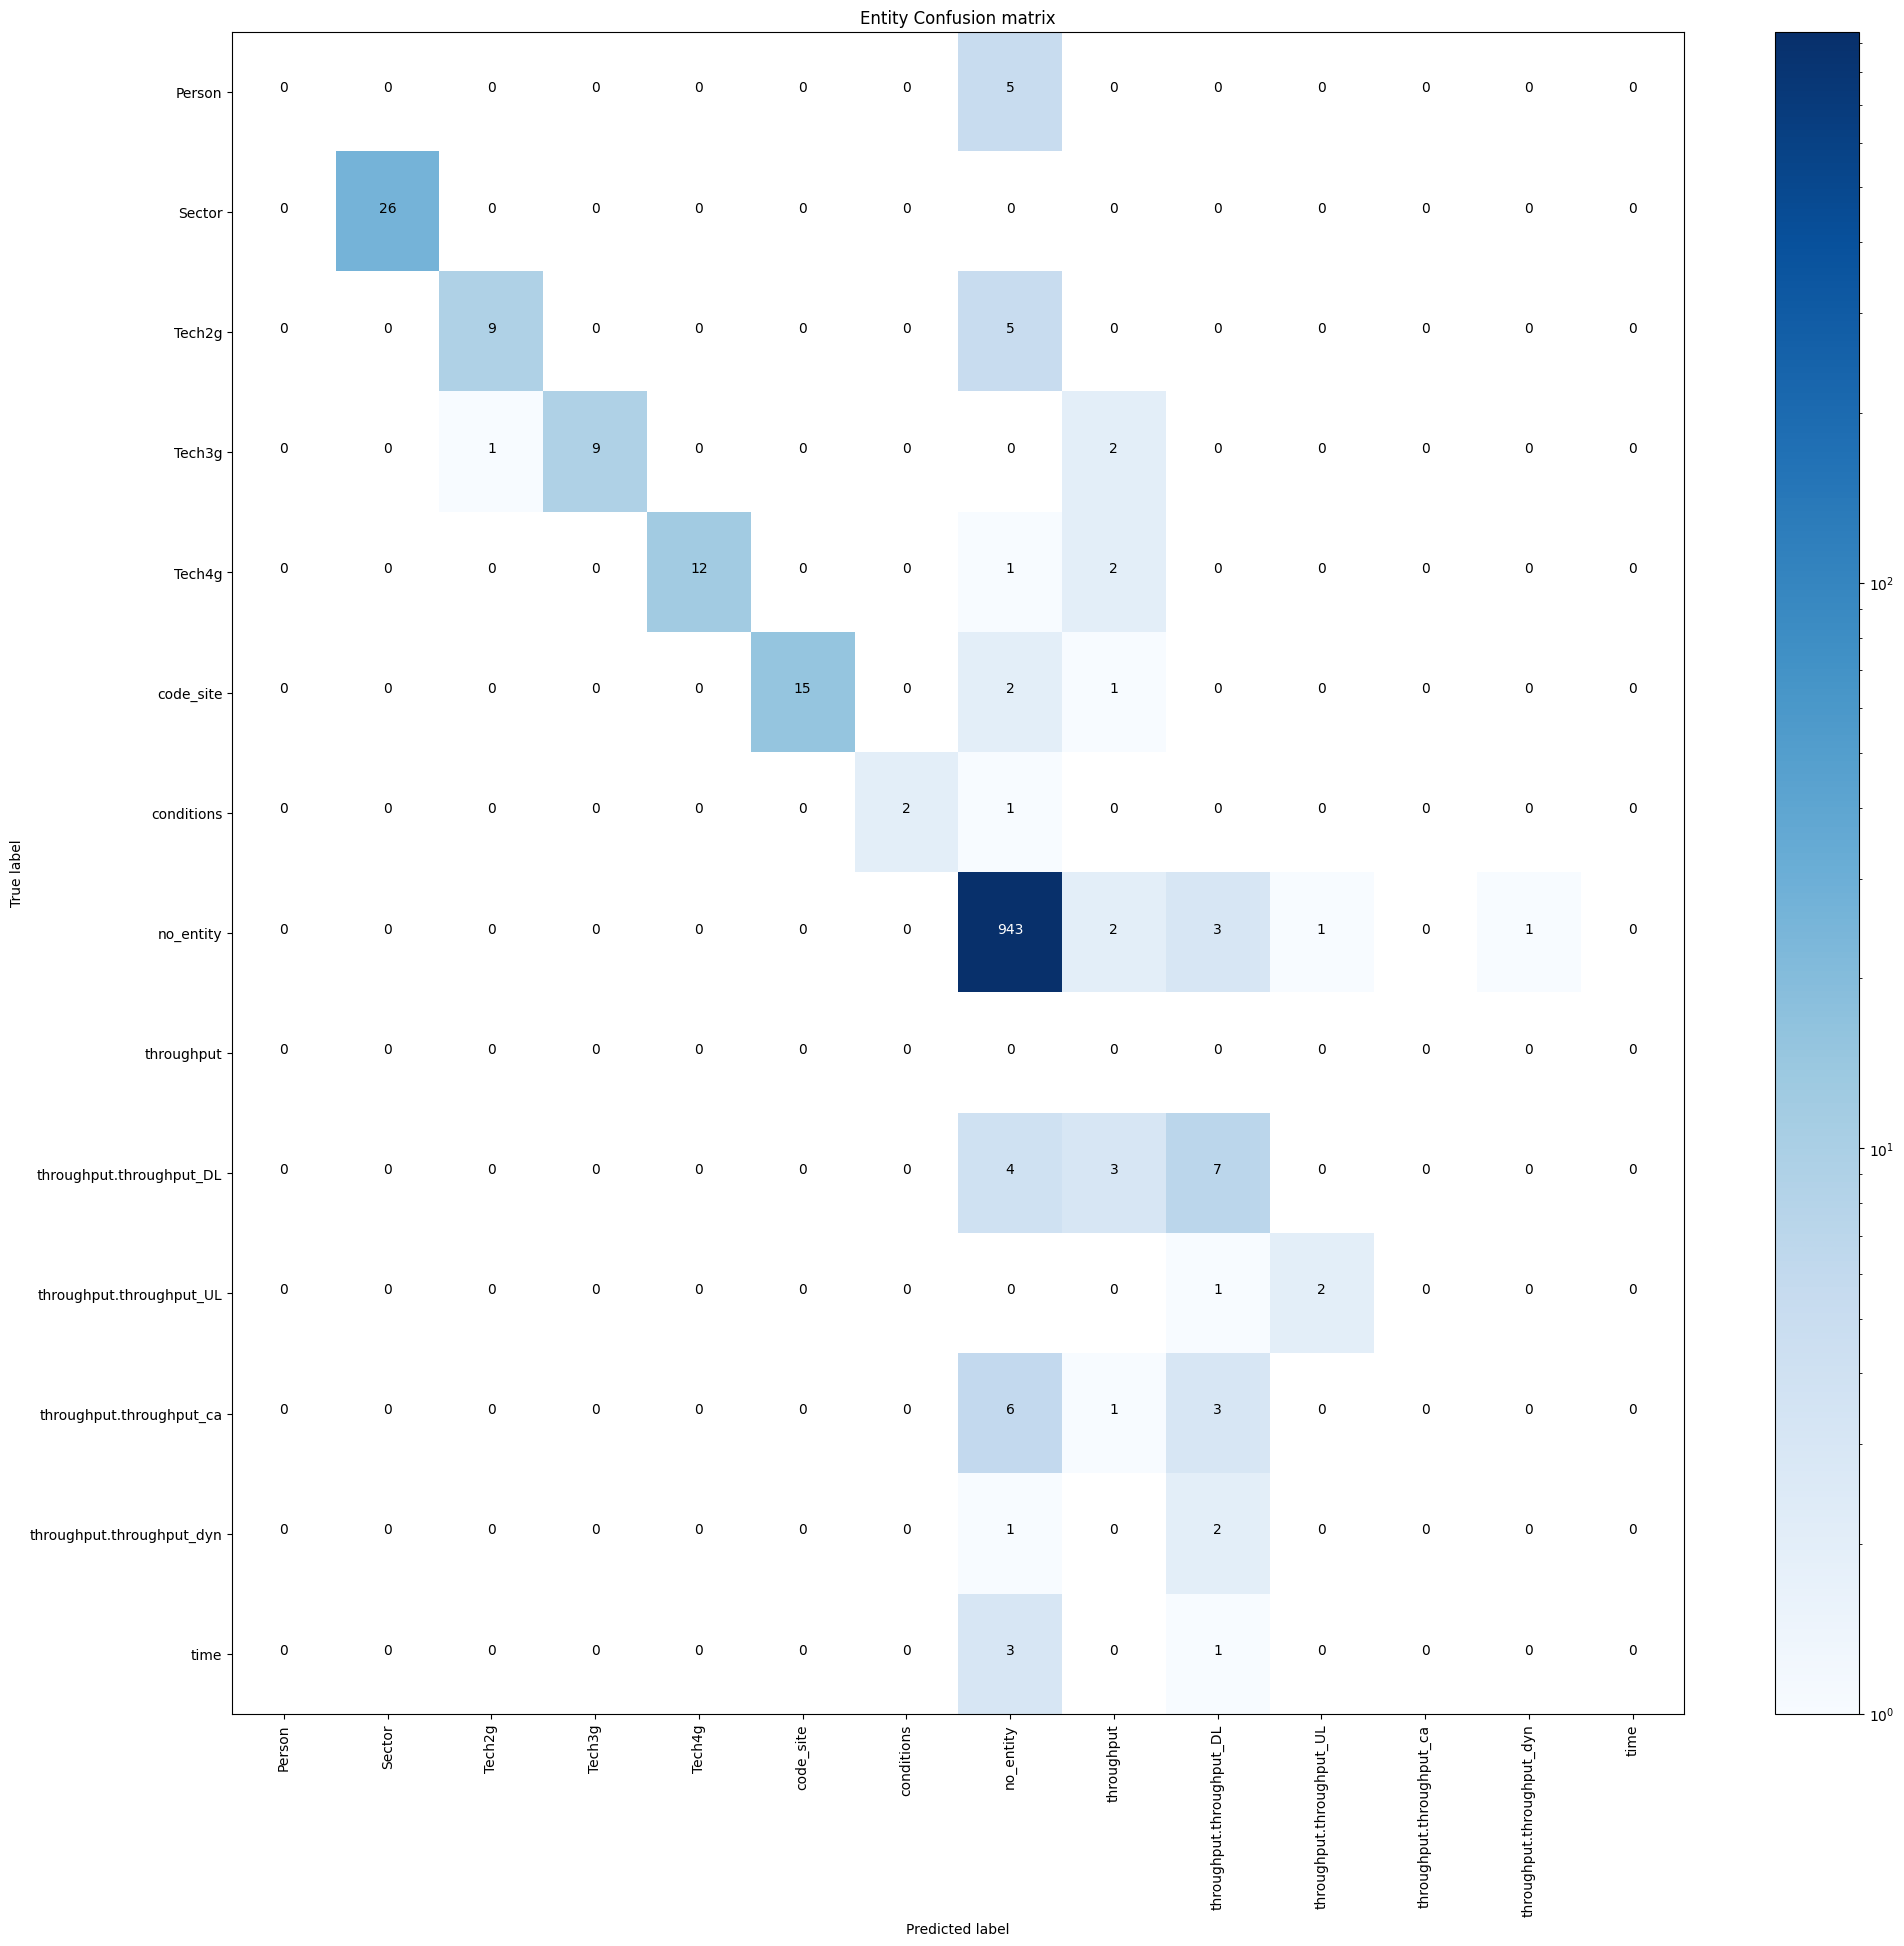 Entity Confusion matrix
Person 0 0 0 0 0 0 0 5 0 0 0 0 0 0
Sector 0 26 0 0 0 0 0 0 0 0 0 0 0 0
Tech2g 0 0 9 0 0 0 0 5 0 0 0 0 0 0
Tech3g 0 0 1 9 0 0 0 0 2 0 0 0 0 0
Tech4g 0 0 0 0 12 0 0 1 2 0 0 0 0 0
code_site 0 0 0 0 0 15 0 2 1 0 0 0 0 0
conditions 0 0 0 0 0 0 2 1 0 0 0 0 0 0
no_entity 0 0 0 0 0 0 0 943 2 3 1 0 1 0
throughput 0 0 0 0 0 0 0 0 0 0 0 0 0 0
throughput.throughput_DL 0 0 0 0 0 0 0 4 3 7 0 0 0 0
throughput.throughput_UL 0 0 0 0 0 0 0 0 0 1 2 0 0 0
throughput.throughput_ca 0 0 0 0 0 0 0 6 1 3 0 0 0 0
throughput.throughput_dyn 0 0 0 0 0 0 0 1 0 2 0 0 0 0
time 0 0 0 0 0 0 0 3 0 1 0 0 0 0
True label
Person
Sector
Tech2g
Tech3g
Tech4g
code_site
conditions
no_entity
throughput
throughput.throughput_DL
throughput.throughput_UL
throughput.throughput_ca
throughput.throughput_dyn
time
Predicted label
10²
10¹
10⁰